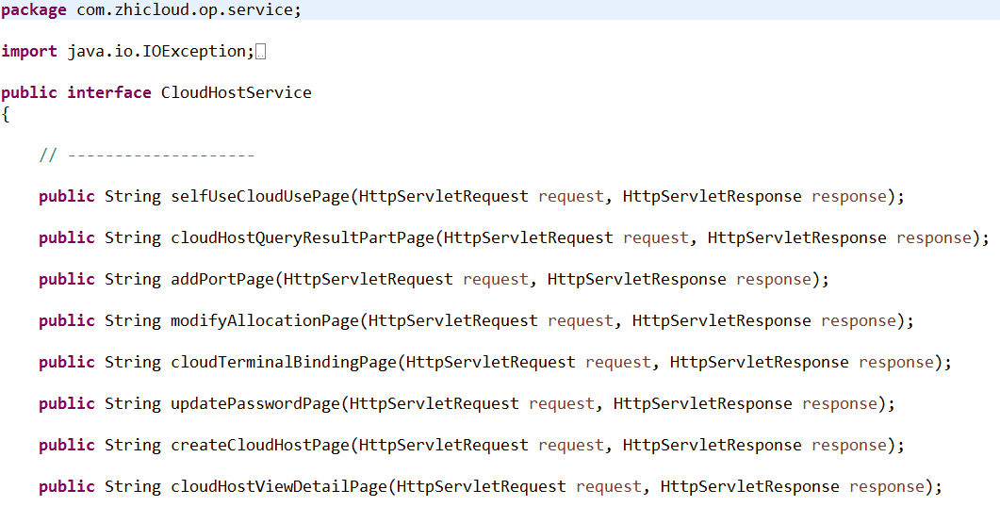 package com.zhicloud.op.service;
import java.io.IOException;
public interface CloudHostService
{
// --------------------
public String selfUseCloudUsePage(HttpServletRequest request, HttpServletResponse response);
public String cloudHostQueryResultPartPage(HttpServletRequest request, HttpServletResponse response);
public String addPortPage(HttpServletRequest request, HttpServletResponse response);
public String modifyAllocationPage(HttpServletRequest request, HttpServletResponse response);
public String cloudTerminalBindingPage(HttpServletRequest request, HttpServletResponse response);
public String updatePasswordPage(HttpServletRequest request, HttpServletResponse response);
public String createCloudHostPage(HttpServletRequest request, HttpServletResponse response);
public String cloudHostViewDetailPage(HttpServletRequest request, HttpServletResponse response);